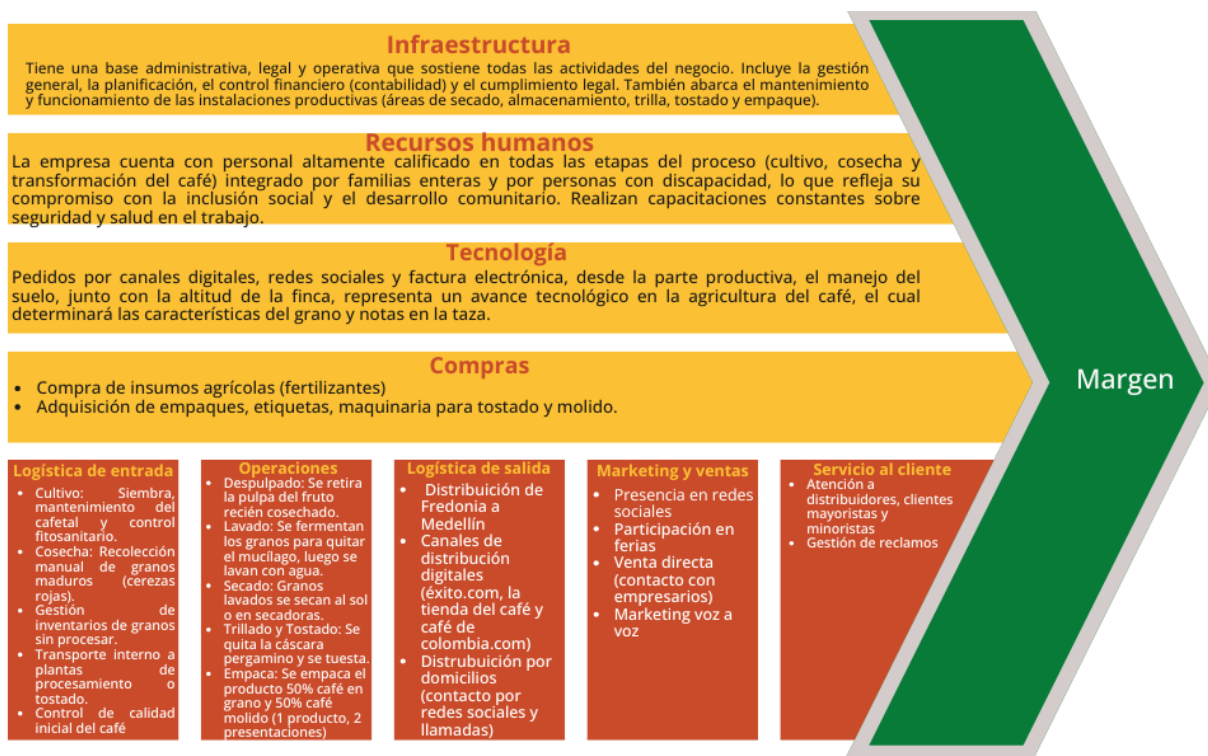 Infraestructura
Tiene una base administrativa, legal y operativa que sostiene todas las actividades del negocio. Incluye la gestión
general, la planificación, el control financiero (contabilidad) y el cumplimiento legal. También abarca el mantenimiento
y funcionamiento de las instalaciones productivas (áreas de secado, almacenamiento, trilla, tostado y empaque).
Recursos humanos
La empresa cuenta con personal altamente calificado en todas las etapas del proceso (cultivo, cosecha y
transformación del café) integrado por familias enteras y por personas con discapacidad, lo que refleja su
compromiso con la inclusión social y el desarrollo comunitario. Realizan capacitaciones constantes sobre
seguridad y salud en el trabajo.
Tecnología
Pedidos por canales digitales, redes sociales y factura electrónica, desde la parte productiva, el manejo del
suelo, junto con la altitud de la finca, representa un avance tecnológico en la agricultura del café, el cual
determinará las características del grano y notas en la taza.
Compras
• Compra de insumos agrícolas (fertilizantes)
• Adquisición de empaques, etiquetas, maquinaria para tostado y molido.
Margen
Logística de entrada
• Cultivo: Siembra,
mantenimiento del
cafetal y control
fitosanitario.
• Cosecha: Recolección
manual de granos
maduros (cerezas
rojas).
• Gestión de
inventarios de granos
sin procesar.
• Transporte interno a
plantas de
procesamiento o
tostado.
• Control de calidad
inicial del café
Operaciones
• Despulpado: Se retira
la pulpa del fruto
recién cosechado.
• Lavado: Se fermentan
los granos para quitar
el mucílago, luego se
lavan con agua.
• Secado: Granos
lavados se secan al sol
o en secadoras.
• Trillado y Tostado: Se
quita la cáscara
pergamino y se tuesta.
• Empaca: Se empaca el
producto 50% café en
grano y 50% café
molido (1 producto, 2
presentaciones)
Logística de salida
• Distribuición de
Fredonia a
Medellín
• Canales de
distribución
digitales
(éxito.com, la
tienda del café y
café de
colombia.com)
• Distrubuición por
domicilios
(contacto por
redes sociales y
llamadas)
Marketing y ventas
• Presencia en redes
sociales
• Participación en
ferias
• Venta directa
(contacto con
empresarios)
• Marketing voz a
voz
Servicio al cliente
• Atención a
distribuidores, clientes
mayoristas y
minoristas
• Gestión de reclamos